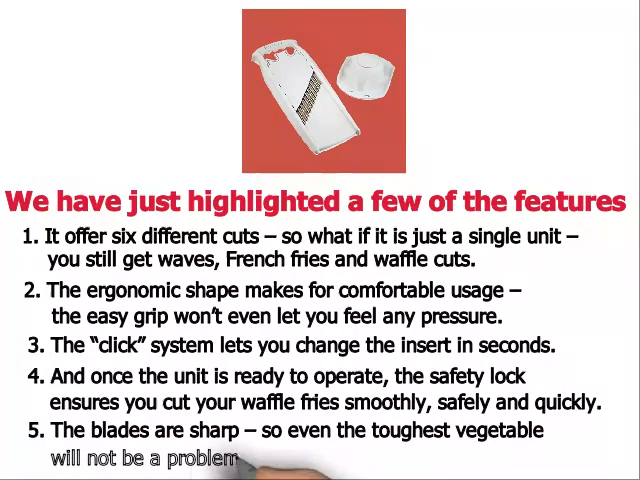 We have just highlighted a few of the features
1. It offer six different cuts – so what if it is just a single unit –
you still get waves, French fries and waffle cuts.
2. The ergonomic shape makes for comfortable usage –
the easy grip won't even let you feel any pressure.
3. The “click” system lets you change the insert in seconds.
4. And once the unit is ready to operate, the safety lock
ensures you cut your waffle fries smoothly, safely and quickly.
5. The blades are sharp – so even the toughest vegetable
will not be a problem